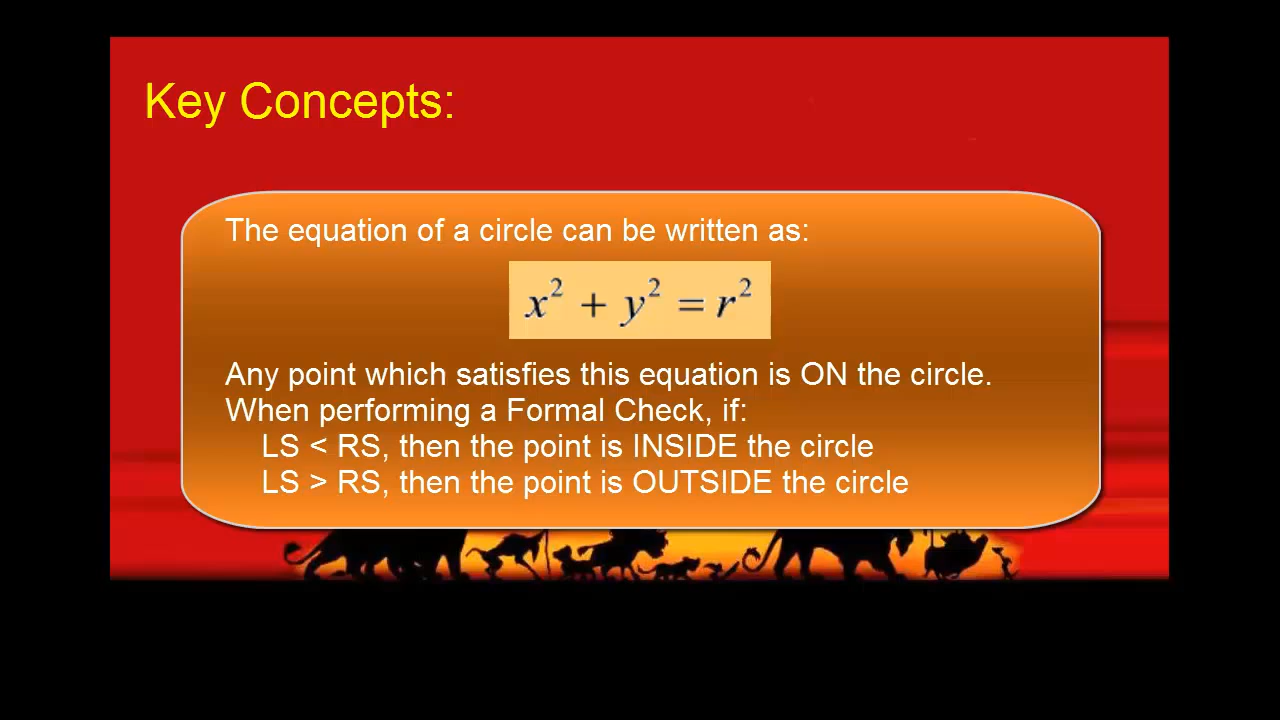 Key Concepts:
The equation of a circle can be written as:
x² + y² = r²
Any point which satisfies this equation is ON the circle.
When performing a Formal Check, if:
LS < RS, then the point is INSIDE the circle
LS > RS, then the point is OUTSIDE the circle